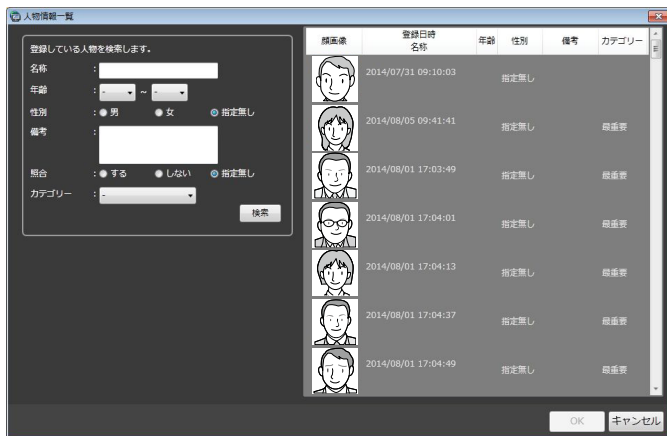 人物情報一覧
登録している人物を検索します。
名称 :
年齢 : - ~ -
性別 : 男 女 指定無し
備考 :
照合 : する しない 指定無し
カテゴリー : -
検索
顔画像 登録日時 名称 年齢 性別 備考 カテゴリー
2014/07/31 09:10:03
指定無し
2014/08/05 09:41:41
指定無し 最重要
2014/08/01 17:03:49
指定無し 最重要
2014/08/01 17:04:01
指定無し 最重要
2014/08/01 17:04:13
指定無し 最重要
2014/08/01 17:04:37
指定無し 最重要
2014/08/01 17:04:49
指定無し 最重要
OK キャンセル